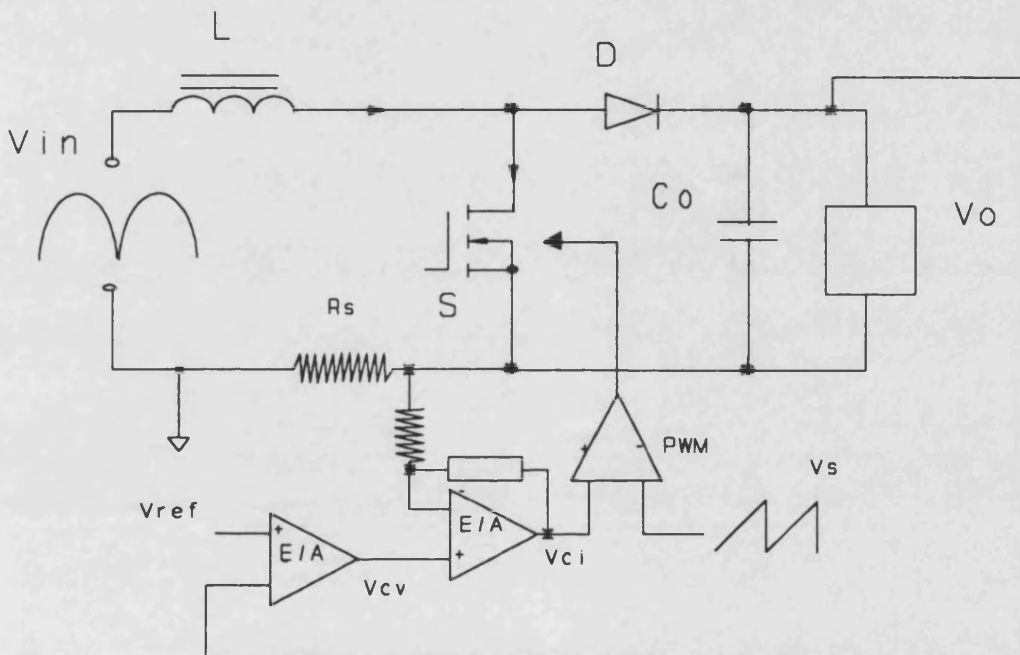 L
D
Vin
Co
Vo
S
Rs
PWM
Vs
+
-
Vref
-
+
E/A
E/A
+
Vcv
Vci